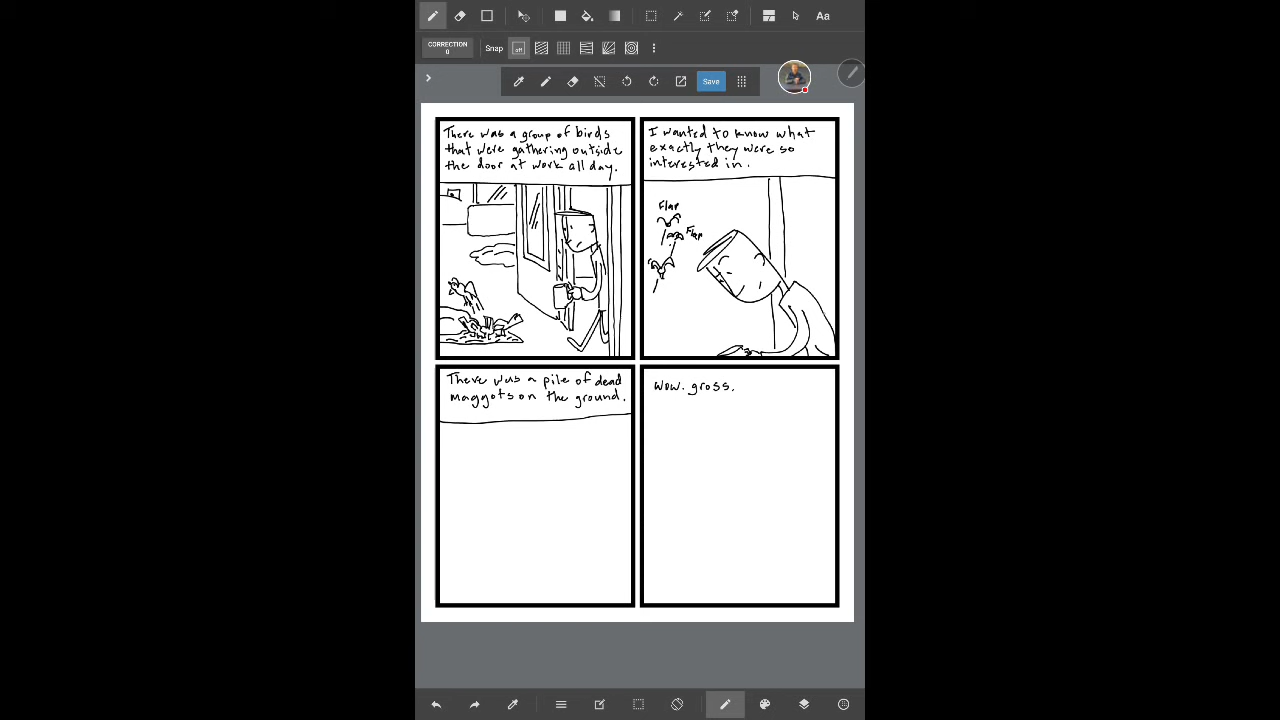 CORRECTION
0
Snap
off
Save
Aa
There was a group of birds
that were gathering outside
the door at work all day.
I wanted to know what
exactly they were so
interested in.
Flap
Flap
There was a pile of dead
maggots on the ground.
Wow. gross.